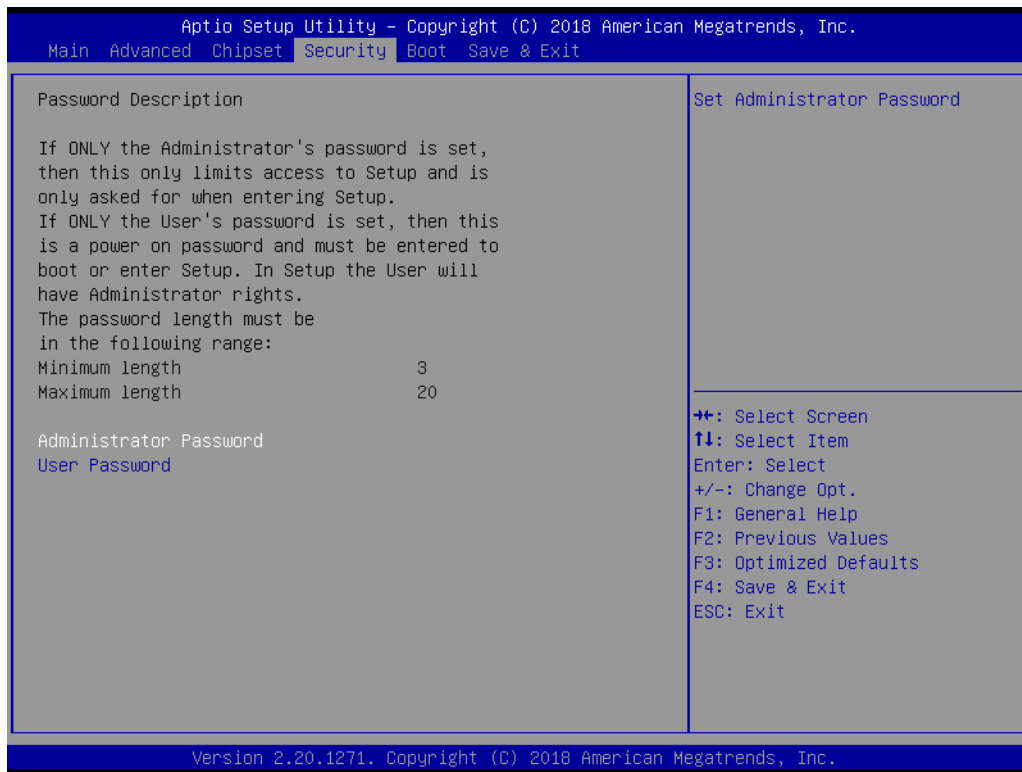 Aptio Setup Utility – Copyright (C) 2018 American Megatrends, Inc.
Main Advanced Chipset Security Boot Save & Exit
Password Description
If ONLY the Administrator's password is set,
then this only limits access to Setup and is
only asked for when entering Setup.
If ONLY the User's password is set, then this
is a power on password and must be entered to
boot or enter Setup. In Setup the User will
have Administrator rights.
The password length must be
in the following range:
Minimum length 3
Maximum length 20
Administrator Password
User Password
Set Administrator Password
→←: Select Screen
↑↓: Select Item
Enter: Select
+/-: Change Opt.
F1: General Help
F2: Previous Values
F3: Optimized Defaults
F4: Save & Exit
ESC: Exit
Version 2.20.1271. Copyright (C) 2018 American Megatrends, Inc.